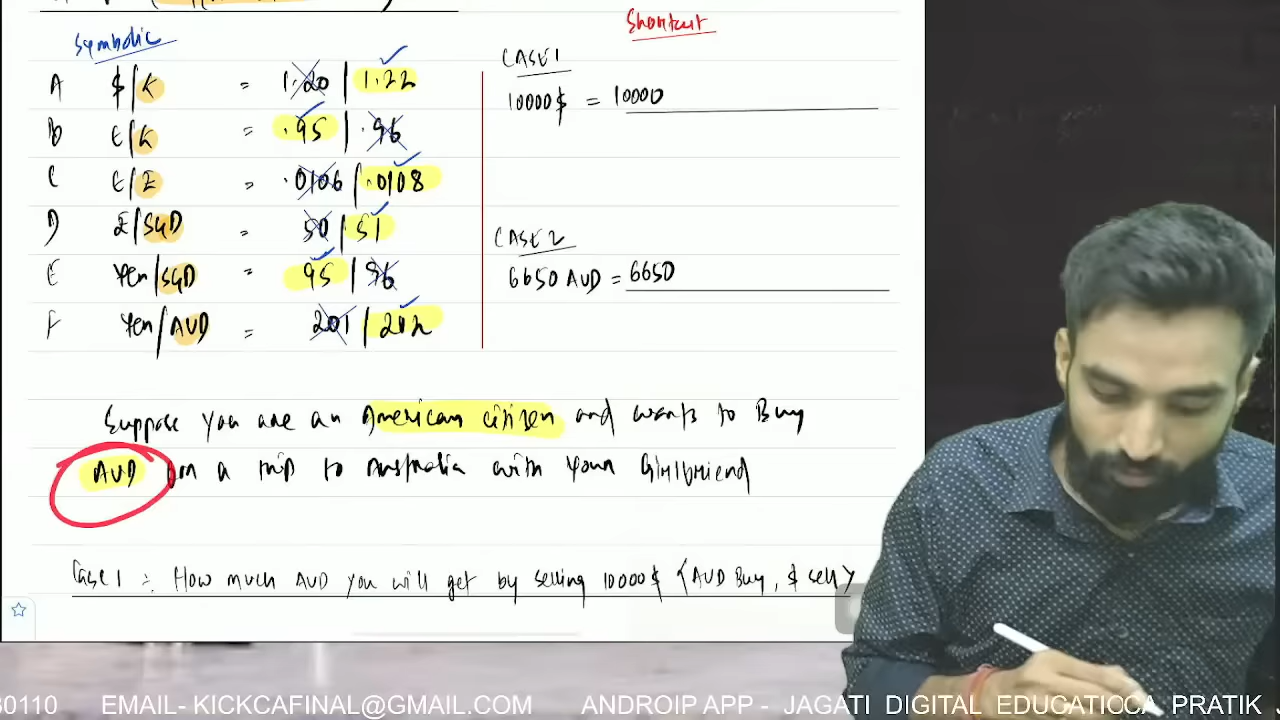 Shortcut
Symbolic
A $/K = 1.20 | 1.22
B €/K = .95 | .96
C €/₤ = .0106 | .0108
D ₤/SGD = 50 | 51
E Yen/SGD = 95 | 96
F Yen/AUD = 201 | 202
CASE 1
10000$ = 10000
CASE 2
6650 AUD = 6650
Suppose you are an American citizen and wants to Buy
AUD on a trip to Australia with your Girlfriend
Case 1 : How much AUD you will get by selling 10000$ {AUD Buy, $ sell}
30110 EMAIL- KICKCAFINAL@GMAIL.COM ANDROIP APP - JAGATI DIGITAL EDUCATIOCA PRATIK J